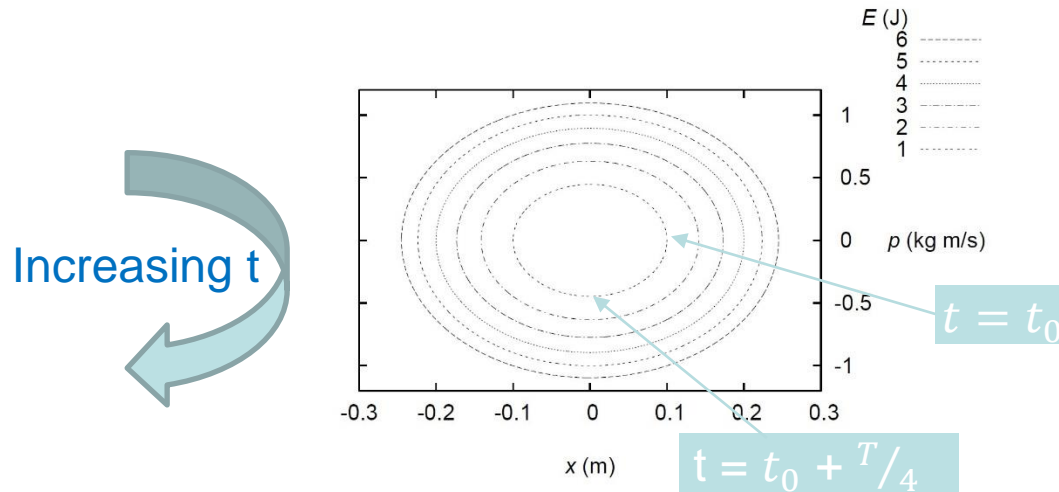 E (J)
6
5
4
3
2
1
1
0.5
0
-0.5
-1
p (kg m/s)
Increasing t
t = t₀
-0.3 -0.2 -0.1 0 0.1 0.2 0.3
x (m)
t = t₀ + T/4